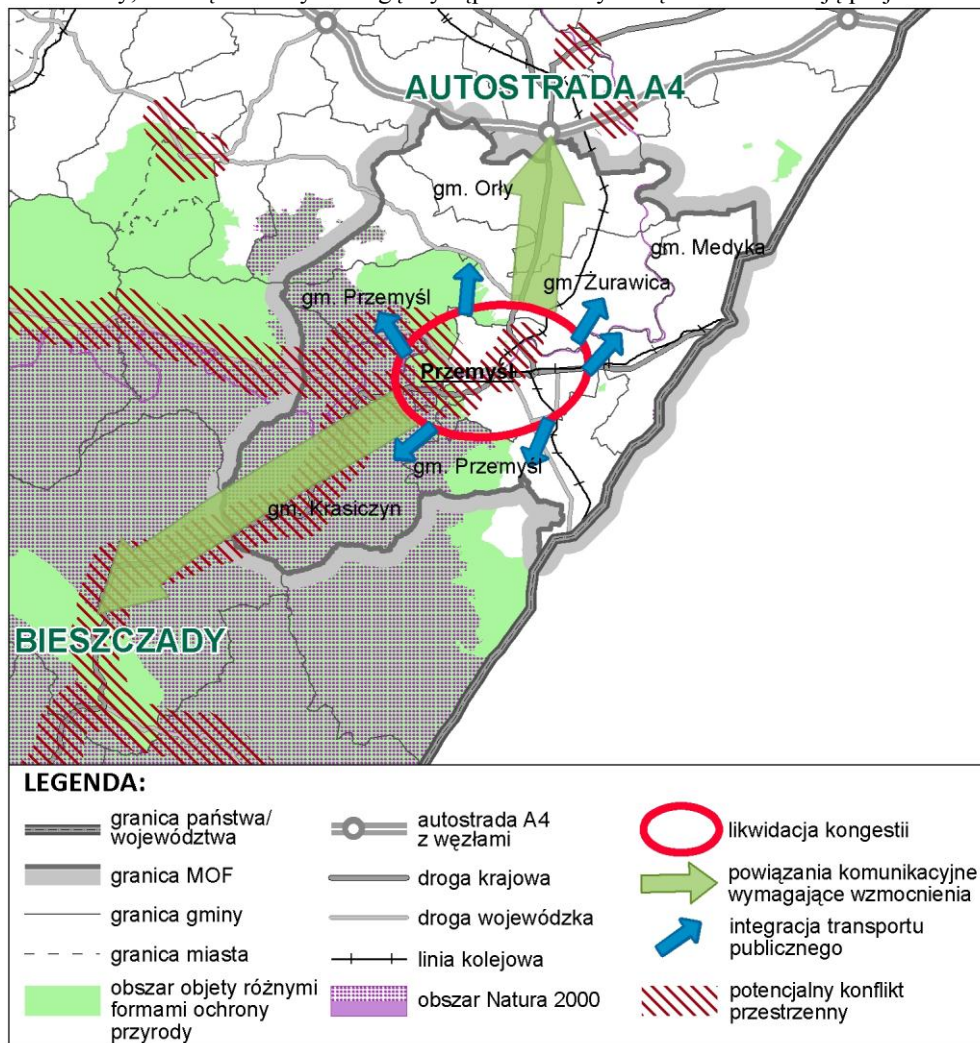 AUTOSTRADA A4
gm. Orły
gm. Medyka
gm. Żurawica
gm. Przemyśl
Przemyśl
gm. Przemyśl
gm. Krasiczyn
BIESZCZADY
LEGENDA:
granica państwa/
województwa
granica MOF
granica gminy
granica miasta
obszar objety różnymi
formami ochrony
przyrody
autostrada A4
z węzłami
droga krajowa
droga wojewódzka
linia kolejowa
obszar Natura 2000
likwidacja kongestii
powiązania komunikacyjne
wymagające wzmocnienia
integracja transportu
publicznego
potencjalny konflikt
przestrzenny